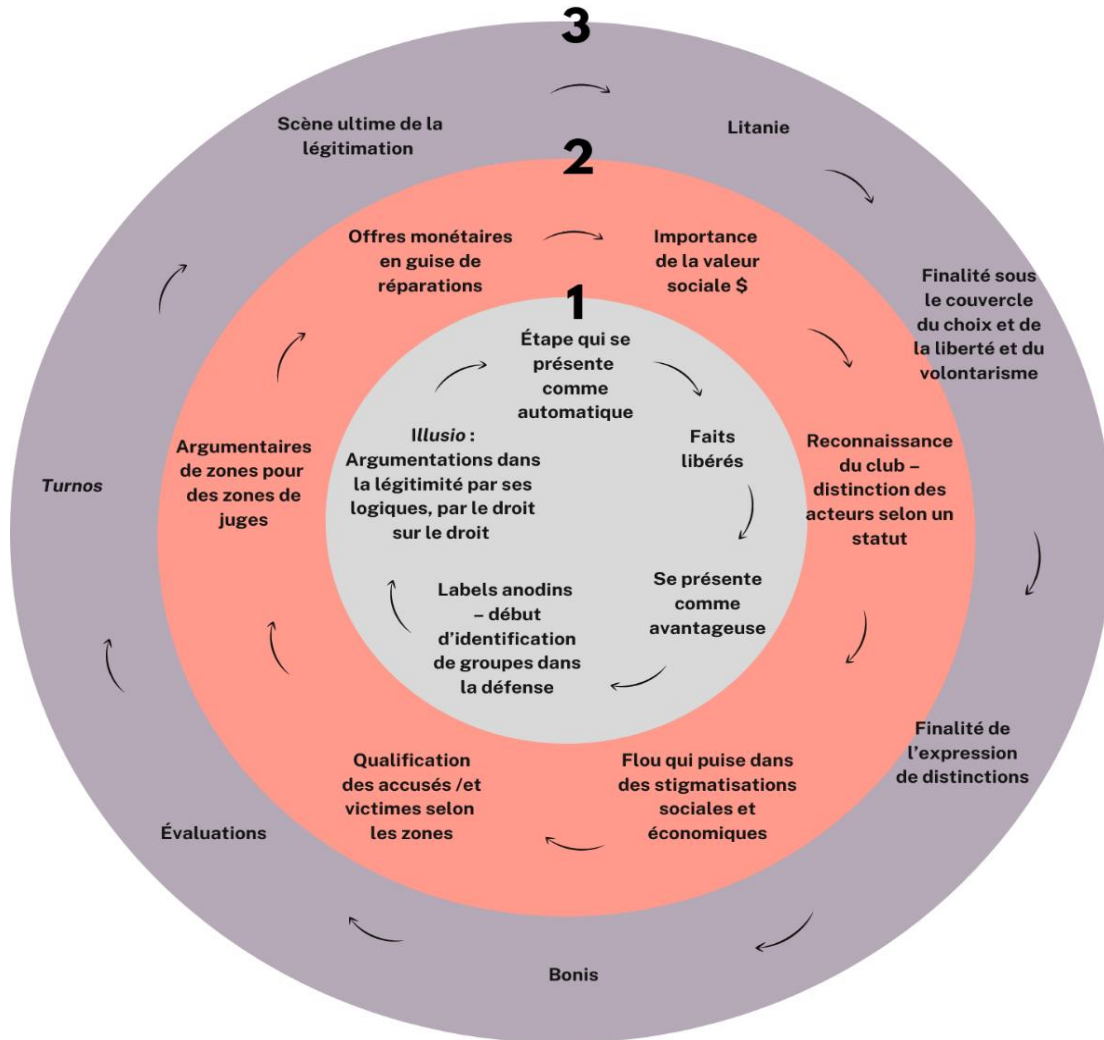 3
Scène ultime de la
légitimation
Litanie
Finalité sous
le couvercle
du choix et de
la liberté et du
volontarisme
Finalité de
l'expression
de distinctions
Bonis
Évaluations
Turnos
2
Offres monétaires
en guise de
réparations
Importance
de la valeur
sociale $
Reconnaissance
du club –
distinction des
acteurs selon un
statut
Flou qui puise dans
des stigmatisations
sociales et
économiques
Qualification
des accusés /et
victimes selon
les zones
Argumentaires
de zones pour
des zones de
juges
1
Étape qui se
présente
comme
automatique
Faits
libérés
Se présente
comme
avantageuse
Labels anodins
– début
d'identification
de groupes dans
la défense
Illusio :
Argumentations dans
la légitimité par ses
logiques, par le droit
sur le droit